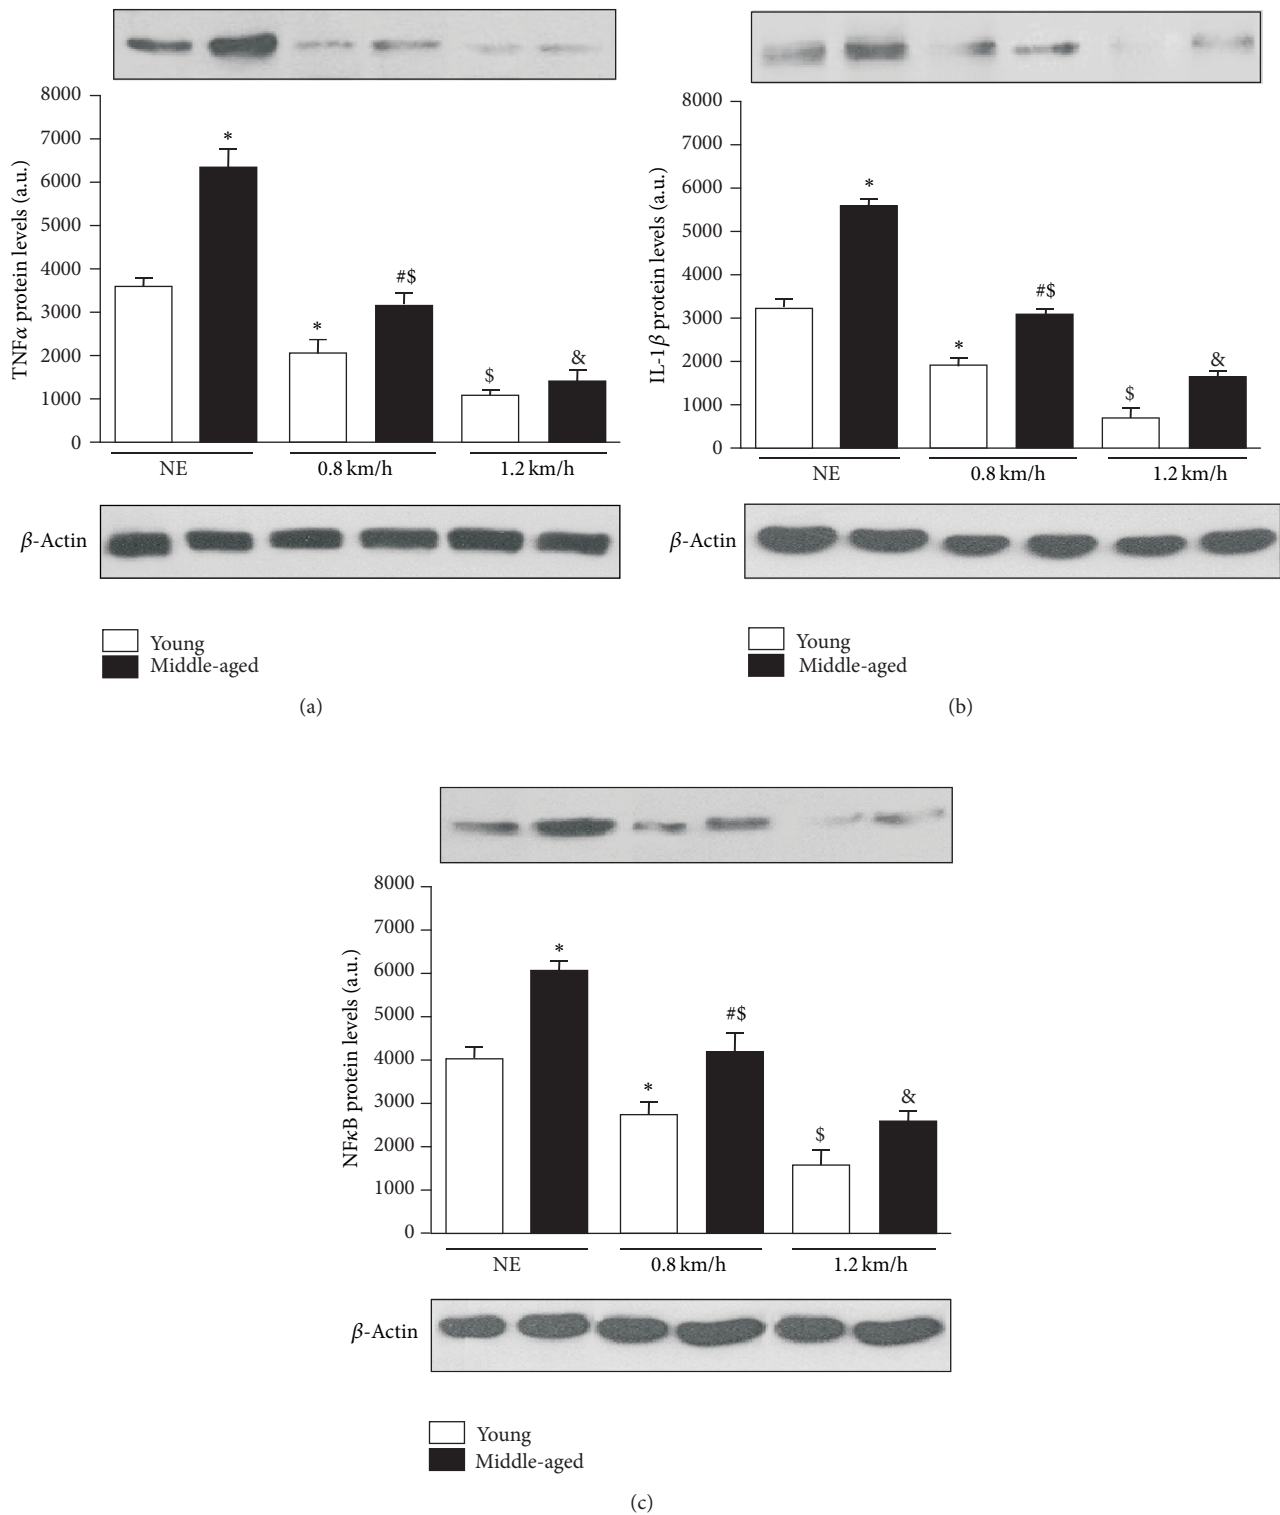 8000
7000
6000
5000
4000
3000
2000
1000
0
TNFα protein levels (a.u.)
*
*
#$
$
&
NE
0.8 km/h
1.2 km/h
β-Actin
Young
Middle-aged
(a)
8000
7000
6000
5000
4000
3000
2000
1000
0
IL-1β protein levels (a.u.)
*
*
#$
$
&
NE
0.8 km/h
1.2 km/h
β-Actin
Young
Middle-aged
(b)
8000
7000
6000
5000
4000
3000
2000
1000
0
NFκB protein levels (a.u.)
*
*
#$
$
&
NE
0.8 km/h
1.2 km/h
β-Actin
Young
Middle-aged
(c)